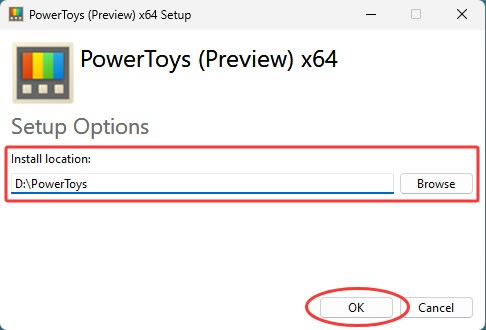 PowerToys (Preview) x64 Setup
PowerToys (Preview) x64
Setup Options
Install location:
D:\PowerToys
Browse
OK
Cancel